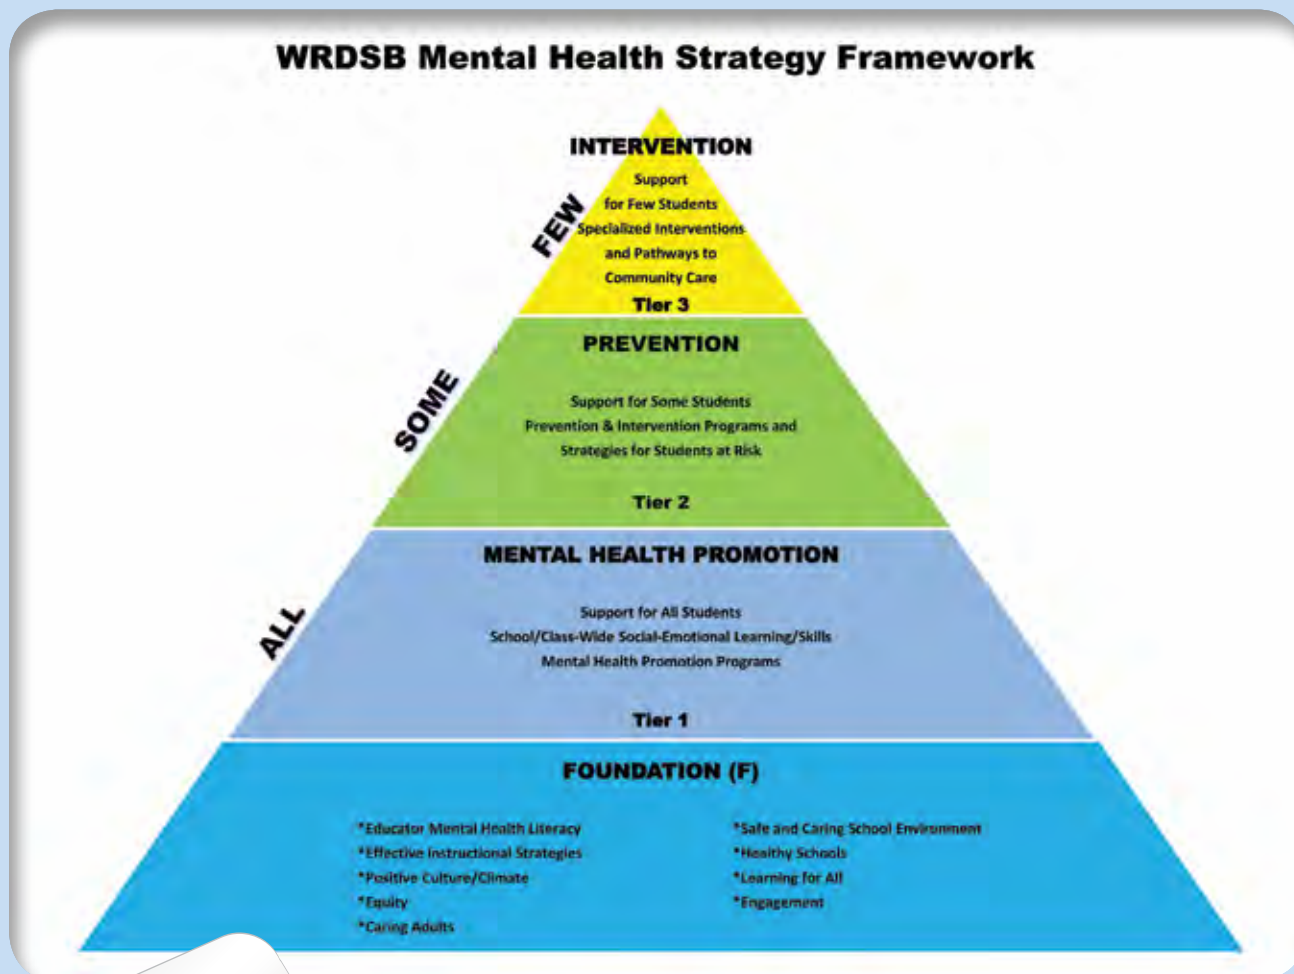 WRDSB Mental Health Strategy Framework
INTERVENTION
Support
for Few Students
Specialized Interventions
and Pathways to
Community Care
Tier 3
FEW
PREVENTION
Support for Some Students
Prevention & Intervention Programs and
Strategies for Students at Risk
Tier 2
SOME
MENTAL HEALTH PROMOTION
Support for All Students
School/Class-Wide Social-Emotional Learning/Skills
Mental Health Promotion Programs
Tier 1
ALL
FOUNDATION (F)
*Educator Mental Health Literacy
*Effective Instructional Strategies
*Positive Culture/Climate
*Equity
*Caring Adults
*Safe and Caring School Environment
*Healthy Schools
*Learning for All
*Engagement